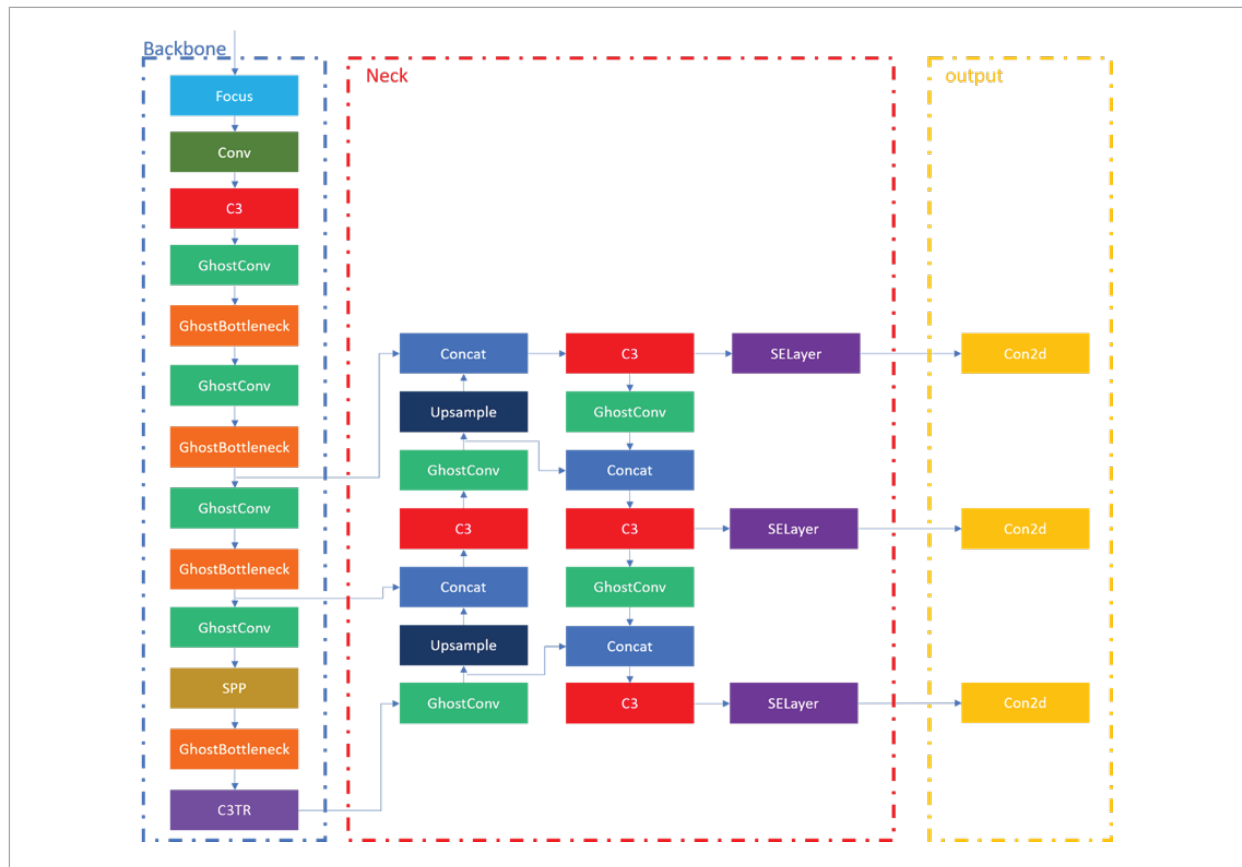 Backbone
Focus
Conv
C3
GhostConv
GhostBottleneck
GhostConv
GhostBottleneck
GhostConv
GhostBottleneck
GhostConv
SPP
GhostBottleneck
C3TR
Neck
Concat
Upsample
GhostConv
C3
Concat
Upsample
GhostConv
C3
GhostConv
Concat
C3
GhostConv
Concat
C3
SELayer
SELayer
SELayer
output
Con2d
Con2d
Con2d